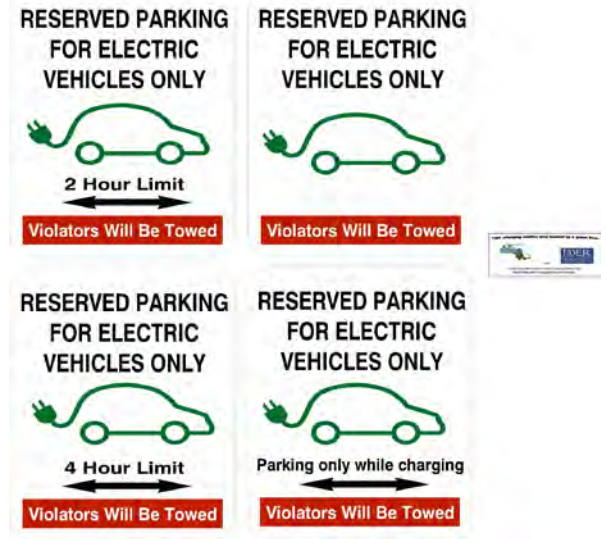 RESERVED PARKING
FOR ELECTRIC
VEHICLES ONLY
2 Hour Limit
Violators Will Be Towed
RESERVED PARKING
FOR ELECTRIC
VEHICLES ONLY
Violators Will Be Towed
RESERVED PARKING
FOR ELECTRIC
VEHICLES ONLY
4 Hour Limit
Violators Will Be Towed
RESERVED PARKING
FOR ELECTRIC
VEHICLES ONLY
Parking only while charging
Violators Will Be Towed